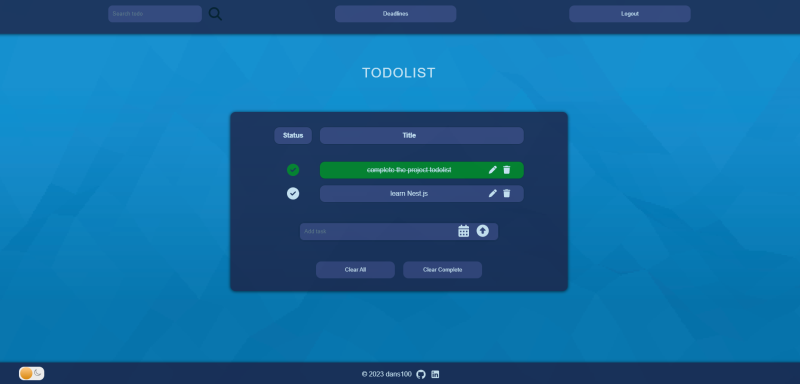 Search todo
Deadlines
Logout
TODOLIST
Status
Title
complete the project todolist
learn Nest.js
Add task
Clear All
Clear Complete
© 2023 dans100